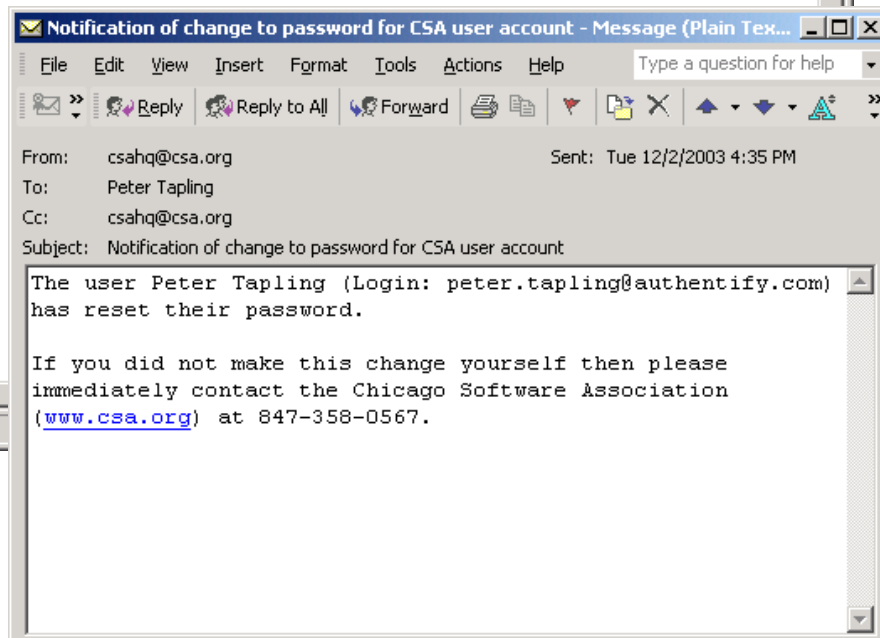 Notification of change to password for CSA user account - Message (Plain Tex...
File Edit View Insert Format Tools Actions Help Type a question for help
Reply Reply to All Forward
From: csahq@csa.org Sent: Tue 12/2/2003 4:35 PM
To: Peter Tapling
Cc: csahq@csa.org
Subject: Notification of change to password for CSA user account
The user Peter Tapling (Login: peter.tapling@authentify.com)
has reset their password.
If you did not make this change yourself then please
immediately contact the Chicago Software Association
(www.csa.org) at 847-358-0567.